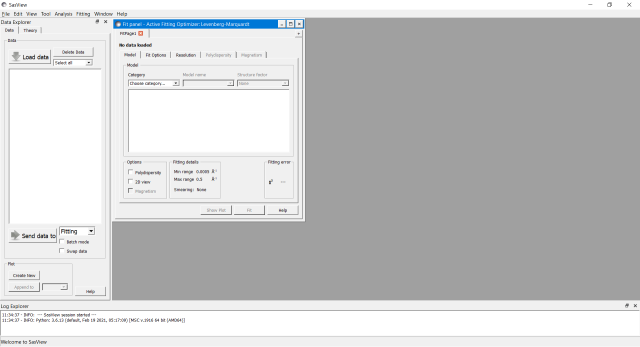 SasView
File Edit View Tool Analysis Fitting Window Help
Data Explorer
Data Theory
Data
Load data
Delete Data
Select all
Send data to
Fitting
Batch mode
Swap data
Plot
Create New
Append to
Help
Fit panel - Active Fitting Optimizer: Levenberg-Marquardt
FitPage1
No data loaded
Model Fit Options Resolution Polydispersity Magnetism
Model
Category Model name Structure factor
Choose category... None
Options
Polydispersity
2D view
Magnetism
Fitting details
Min range 0.0005 Å⁻¹
Max range 0.5 Å⁻¹
Smearing: None
Fitting error
χ² ---
Show Plot Fit Help
Log Explorer
11:34:37 - INFO: --- SasView session started ---
11:34:37 - INFO: Python: 3.6.13 |default, Feb 19 2021, 05:17:09) [MSC v.1916 64 bit (AMD64)]
Welcome to SasView